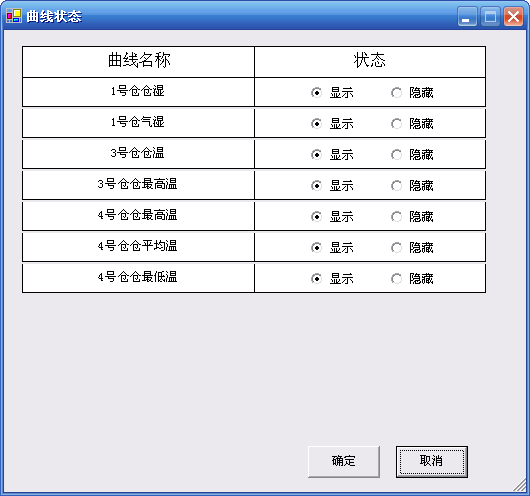 曲线状态
曲线名称 状态
1号仓仓湿 显示 隐藏
1号仓气湿 显示 隐藏
3号仓仓温 显示 隐藏
3号仓仓最高温 显示 隐藏
4号仓仓最高温 显示 隐藏
4号仓仓平均温 显示 隐藏
4号仓仓最低温 显示 隐藏
确定 取消